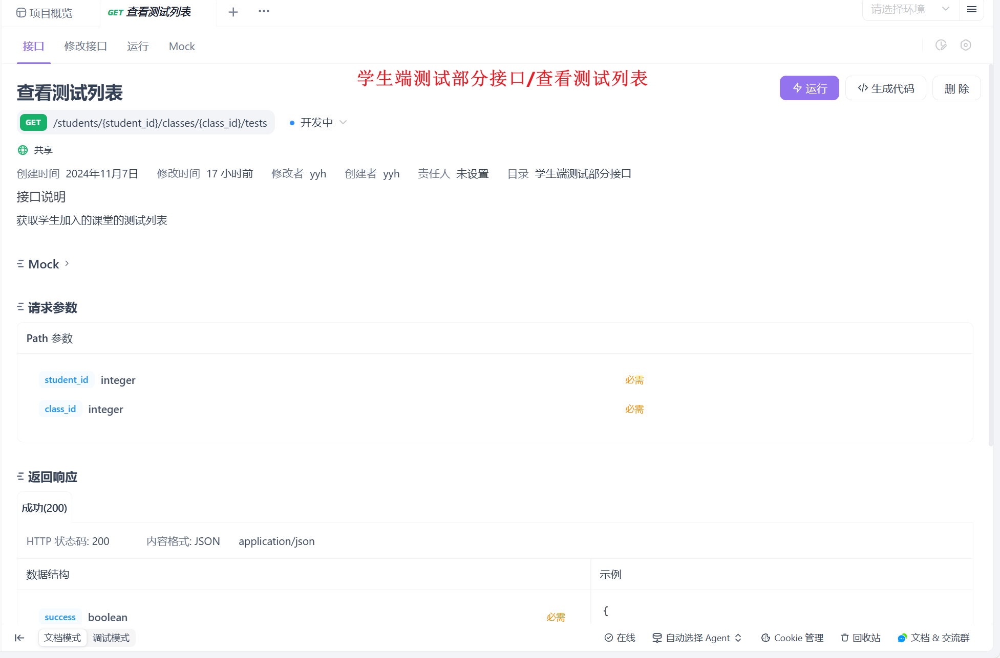 项目概览
GET 查看测试列表
请选择环境
接口
修改接口
运行
Mock
学生端测试部分接口/查看测试列表
查看测试列表
运行
生成代码
删 除
GET /students/{student_id}/classes/{class_id}/tests
开发中
共享
创建时间 2024年11月7日 修改时间 17 小时前 修改者 yyh 创建者 yyh 责任人 未设置 目录 学生端测试部分接口
接口说明
获取学生加入的课堂的测试列表
Mock
请求参数
Path 参数
student_id integer 必需
class_id integer 必需
返回响应
成功(200)
HTTP 状态码: 200 内容格式: JSON application/json
数据结构
示例
success boolean 必需
{
文档模式
调试模式
在线
自动选择 Agent
Cookie 管理
回收站
文档 & 交流群